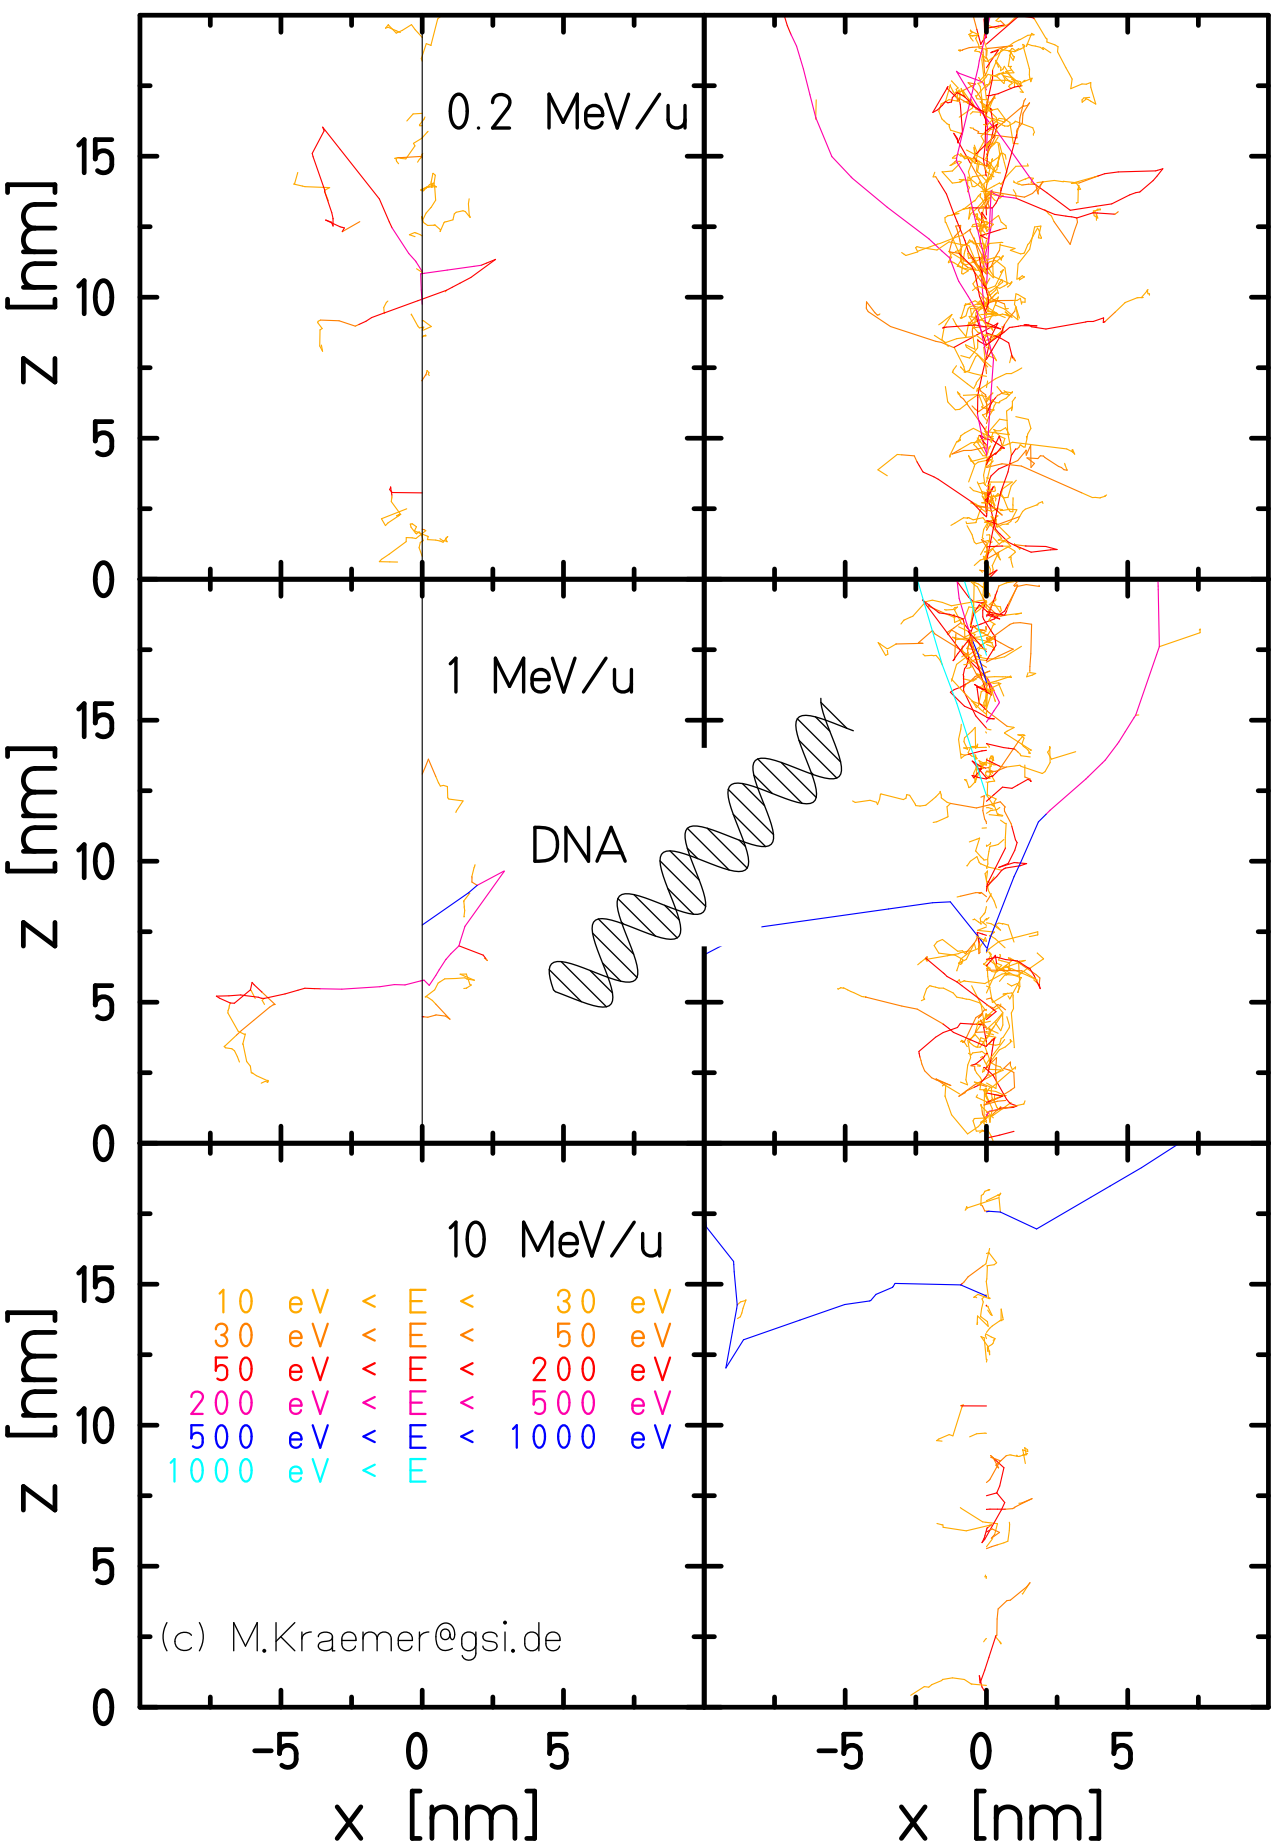 0.2 MeV/u
15
10
5
0
z [nm]
1 MeV/u
15
DNA
10
5
0
z [nm]
10 MeV/u
15
10 eV < E < 30 eV
30 eV < E < 50 eV
50 eV < E < 200 eV
200 eV < E < 500 eV
10
500 eV < E < 1000 eV
1000 eV < E
5
(c) M.Kraemer@gsi.de
0
z [nm]
-5 0 5 -5 0 5
x [nm] x [nm]